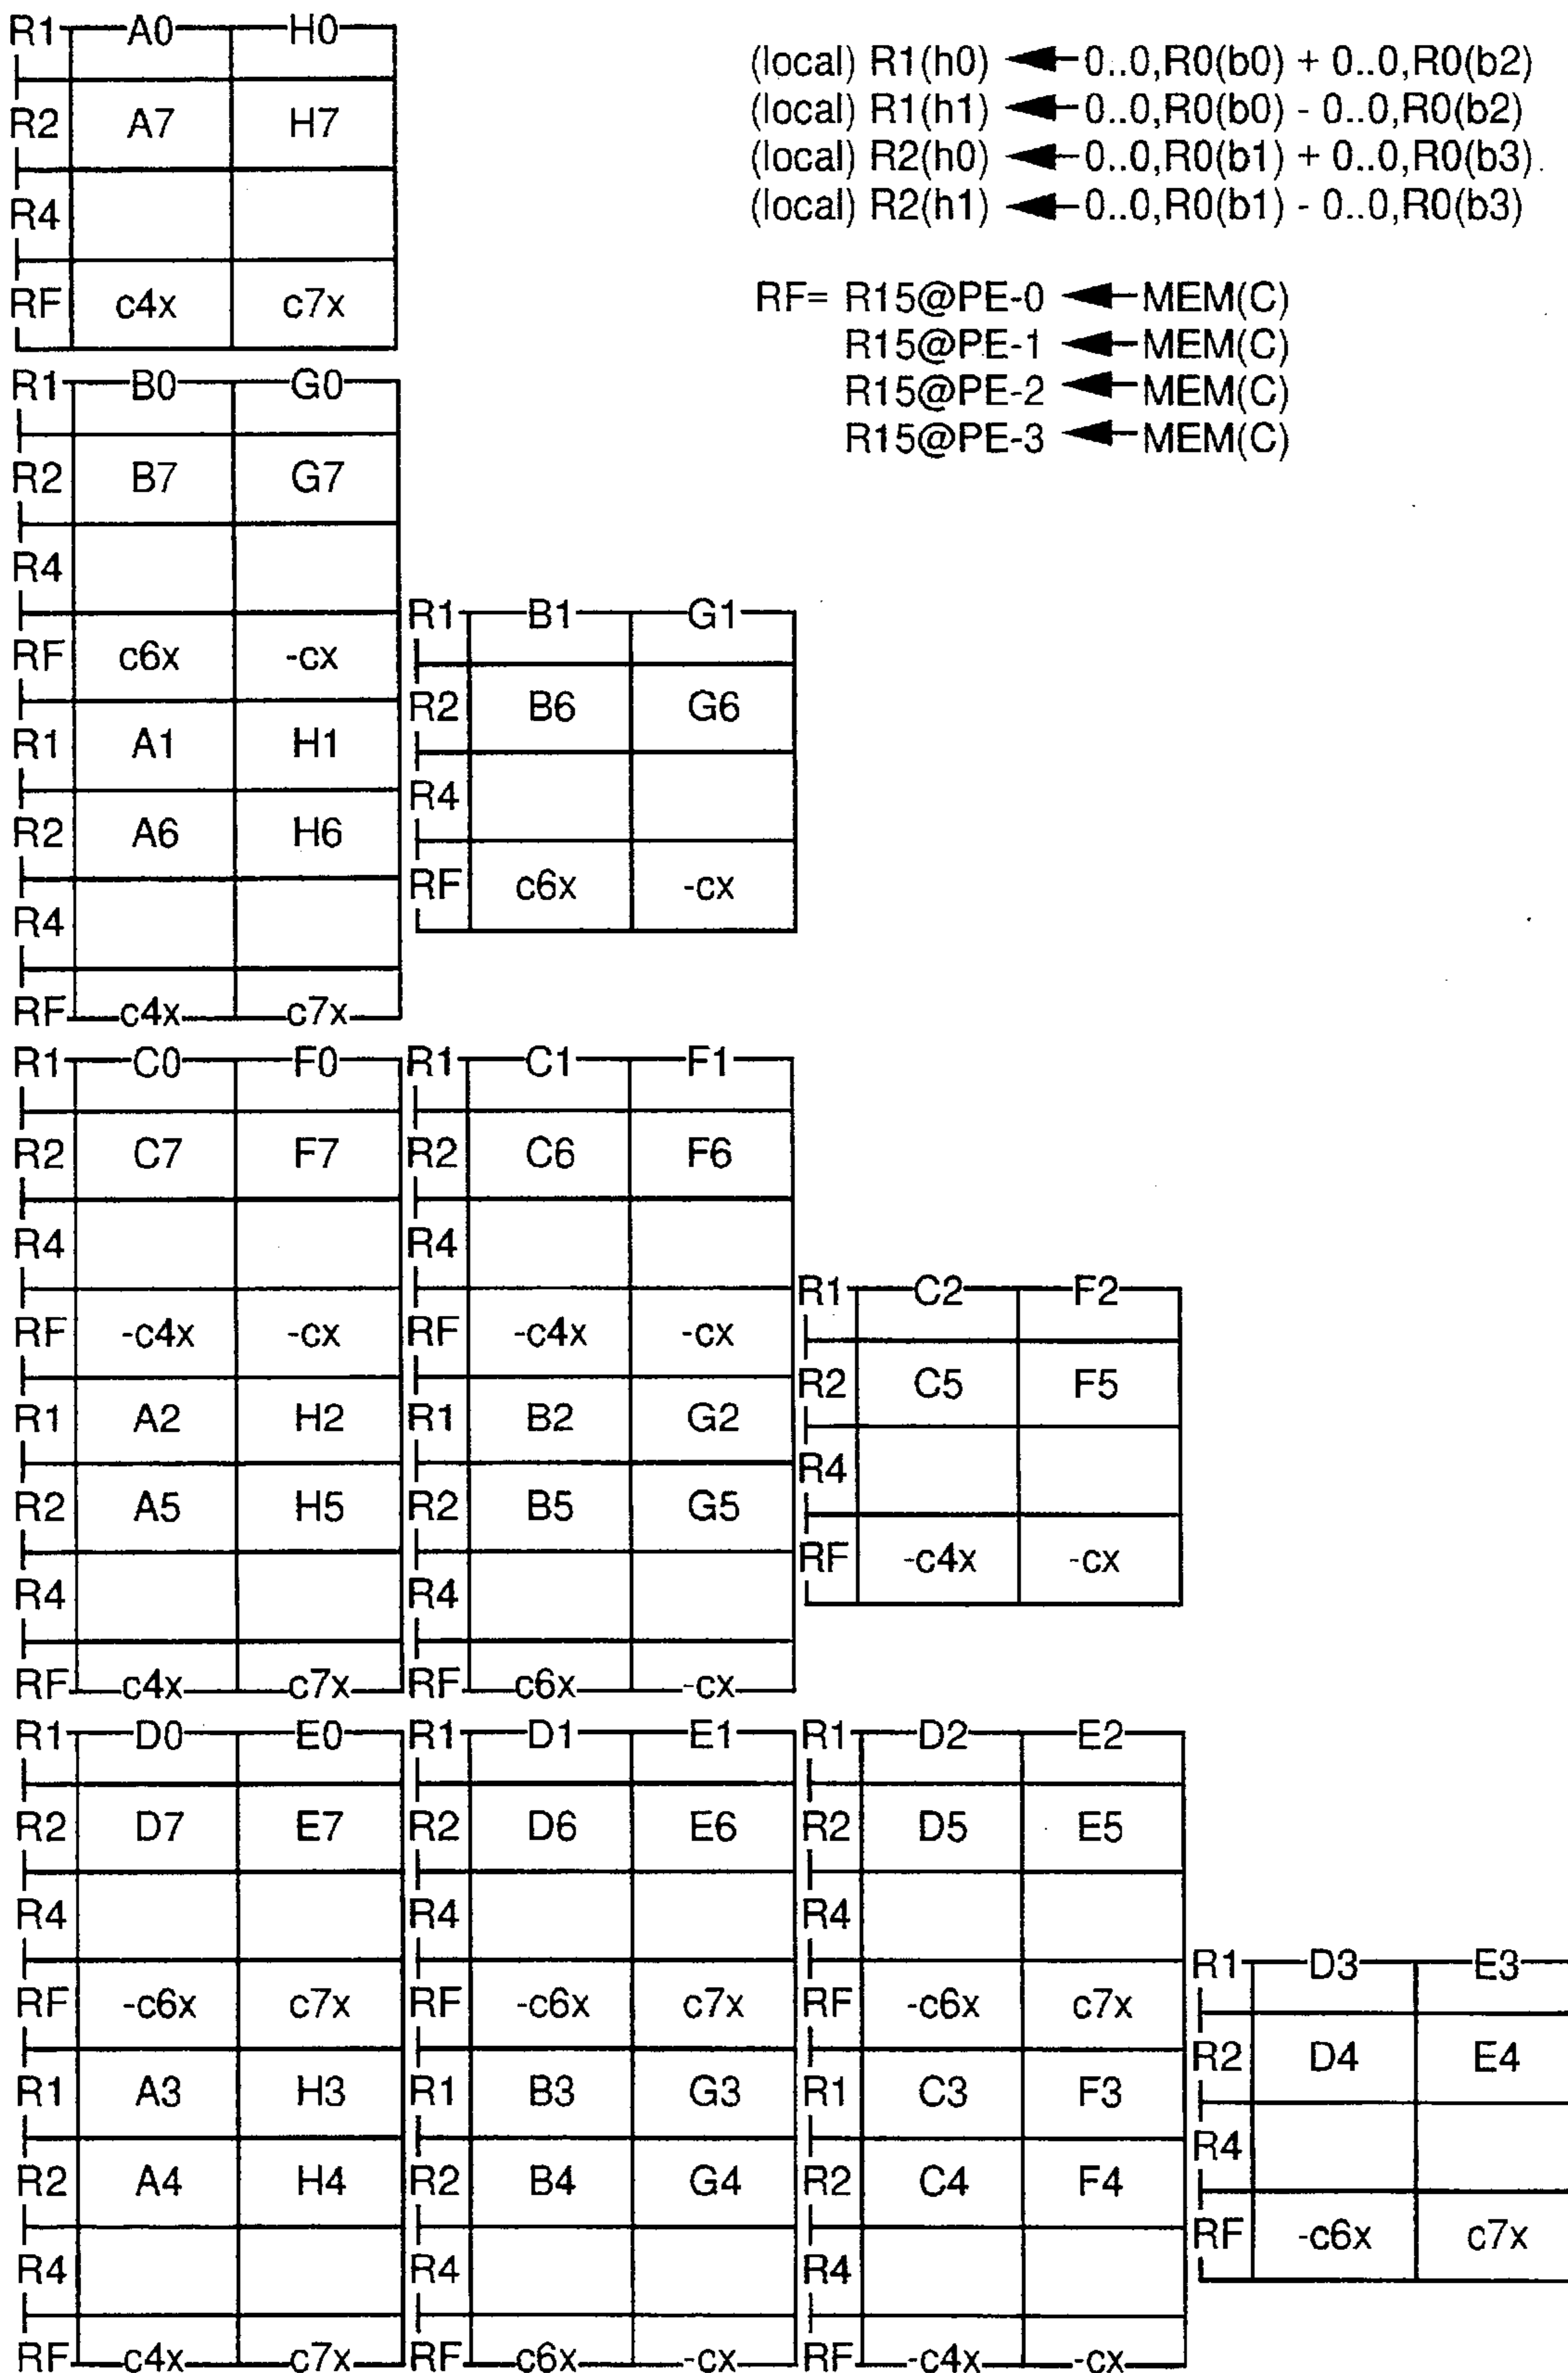 R1 A0 H0
R2 A7 H7
R4
RF c4x c7x
(local) R1(h0) ← 0..0,R0(b0) + 0..0,R0(b2)
(local) R1(h1) ← 0..0,R0(b0) - 0..0,R0(b2)
(local) R2(h0) ← 0..0,R0(b1) + 0..0,R0(b3)
(local) R2(h1) ← 0..0,R0(b1) - 0..0,R0(b3)
RF= R15@PE-0 ← MEM(C)
R15@PE-1 ← MEM(C)
R15@PE-2 ← MEM(C)
R15@PE-3 ← MEM(C)
R1 B0 G0
R2 B7 G7
R4
RF c6x -cx
R1 A1 H1
R2 A6 H6
R4
RF c4x c7x
R1 B1 G1
R2 B6 G6
R4
RF c6x -cx
R1 C0 F0
R2 C7 F7
R4
RF -c4x -cx
R1 A2 H2
R2 A5 H5
R4
RF c4x c7x
R1 C1 F1
R2 C6 F6
R4
RF -c4x -cx
R1 B2 G2
R2 B5 G5
R4
RF c6x -cx
R1 C2 F2
R2 C5 F5
R4
RF -c4x -cx
R1 D0 E0
R2 D7 E7
R4
RF -c6x c7x
R1 A3 H3
R2 A4 H4
R4
RF c4x c7x
R1 D1 E1
R2 D6 E6
R4
RF -c6x c7x
R1 B3 G3
R2 B4 G4
R4
RF c6x -cx
R1 D2 E2
R2 D5 E5
R4
RF -c6x c7x
R1 C3 F3
R2 C4 F4
R4
RF -c4x -cx
R1 D3 E3
R2 D4 E4
R4
RF -c6x c7x